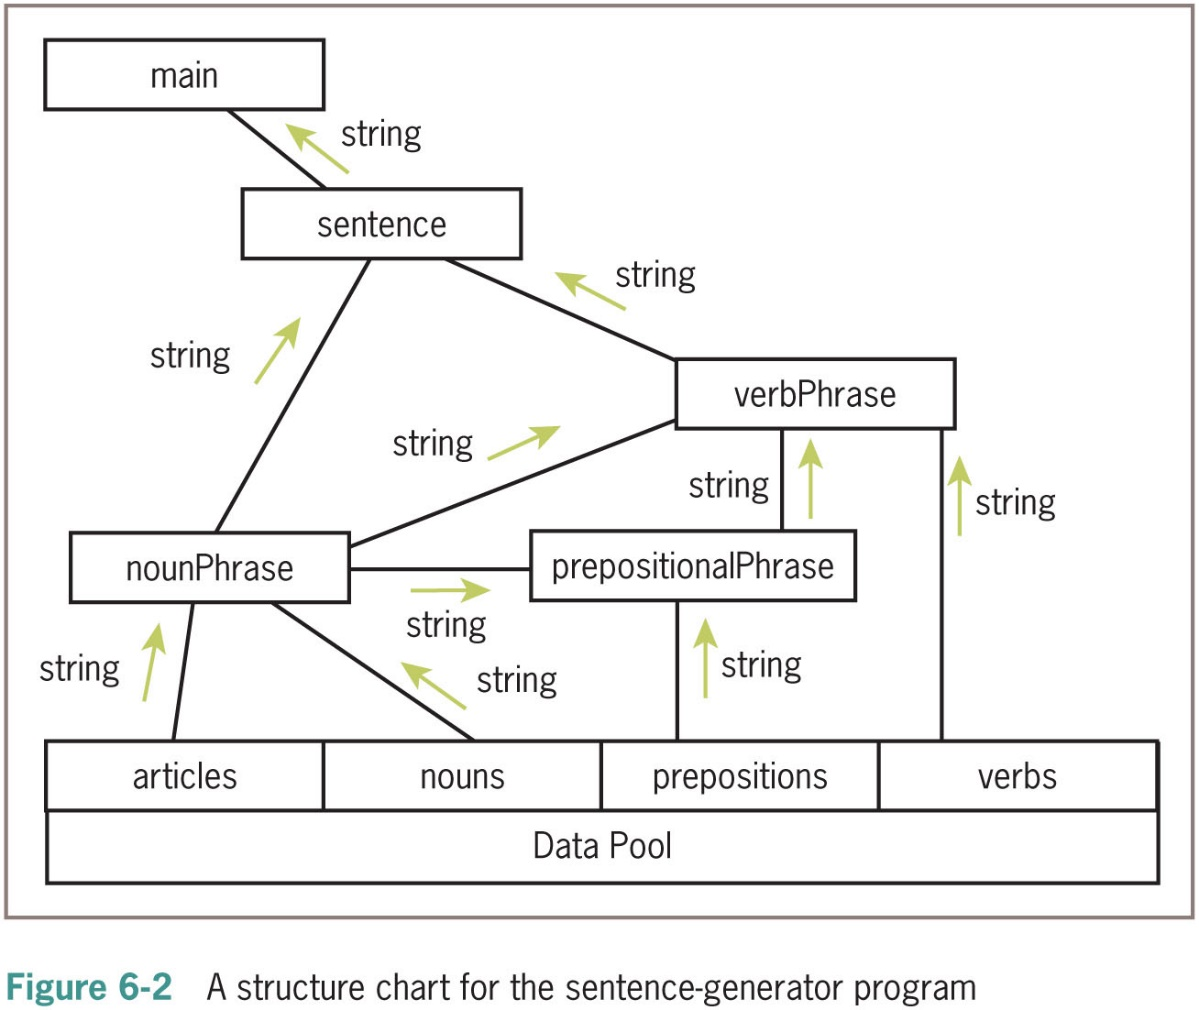 main
string
sentence
string
string
verbPhrase
string
string
string
nounPhrase
prepositionalPhrase
string
string
string
string
articles
nouns
prepositions
verbs
Data Pool
Figure 6-2 A structure chart for the sentence-generator program